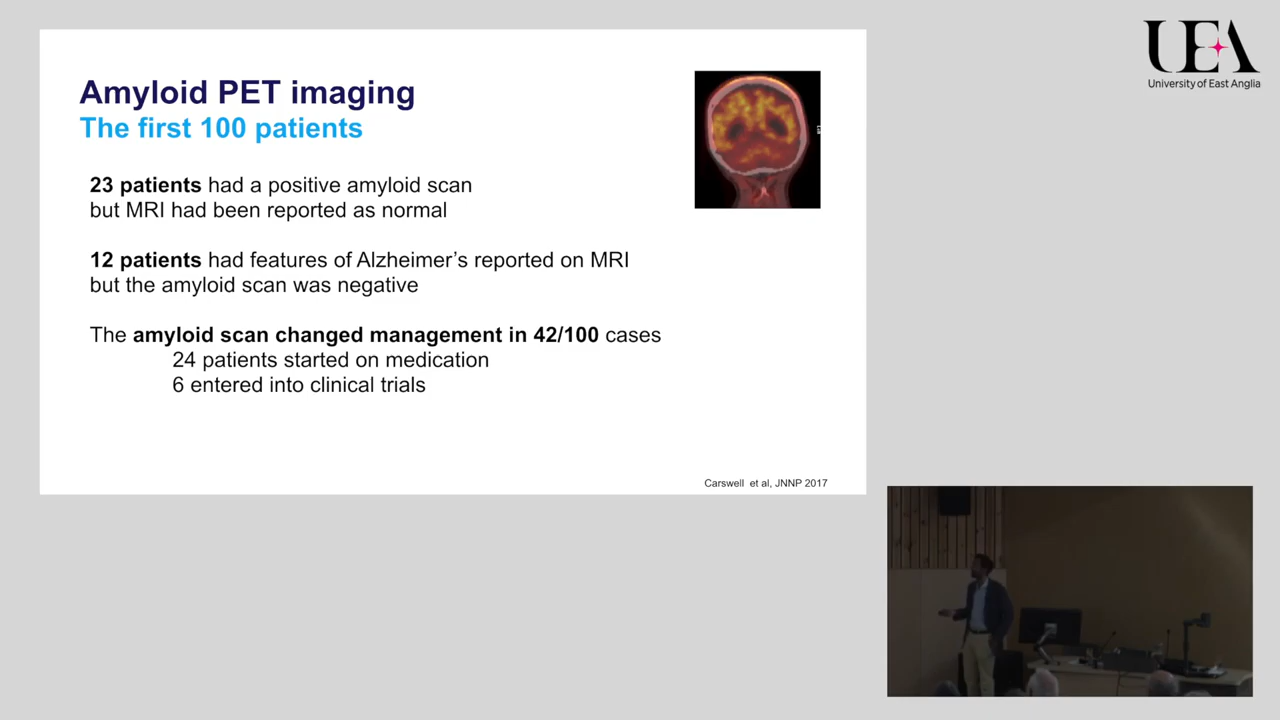 Amyloid PET imaging
The first 100 patients
23 patients had a positive amyloid scan
but MRI had been reported as normal
12 patients had features of Alzheimer’s reported on MRI
but the amyloid scan was negative
The amyloid scan changed management in 42/100 cases
24 patients started on medication
6 entered into clinical trials
Carswell et al, JNNP 2017
UEA
University of East Anglia